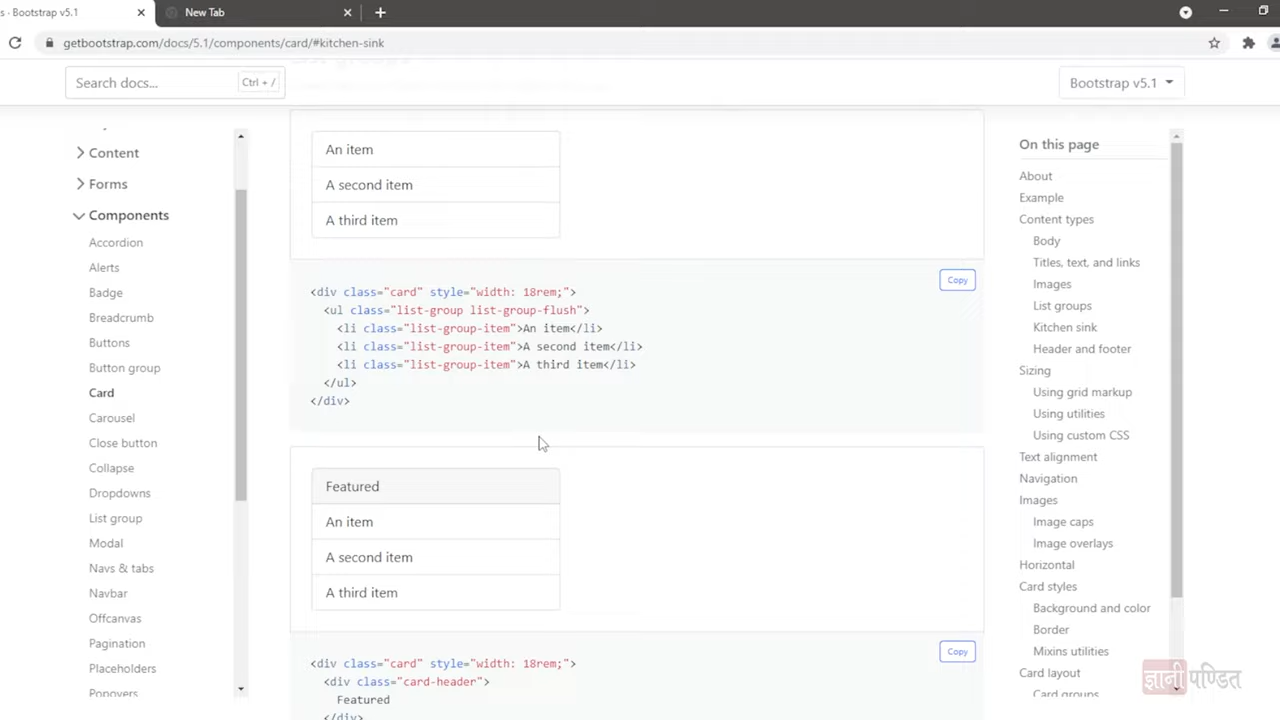 s · Bootstrap v5.1
New Tab
getbootstrap.com/docs/5.1/components/card/#kitchen-sink
Search docs...
Ctrl + /
Bootstrap v5.1
Content
Forms
Components
Accordion
Alerts
Badge
Breadcrumb
Buttons
Button group
Card
Carousel
Close button
Collapse
Dropdowns
List group
Modal
Navs & tabs
Navbar
Offcanvas
Pagination
Placeholders
Popovers
An item
A second item
A third item
Copy
<div class="card" style="width: 18rem;">
<ul class="list-group list-group-flush">
<li class="list-group-item">An item</li>
<li class="list-group-item">A second item</li>
<li class="list-group-item">A third item</li>
</ul>
</div>
Featured
An item
A second item
A third item
Copy
<div class="card" style="width: 18rem;">
<div class="card-header">
Featured
</div>
On this page
About
Example
Content types
Body
Titles, text, and links
Images
List groups
Kitchen sink
Header and footer
Sizing
Using grid markup
Using utilities
Using custom CSS
Text alignment
Navigation
Images
Image caps
Image overlays
Horizontal
Card styles
Background and color
Border
Mixins utilities
Card layout
Card groups
ज्ञानी पण्डित